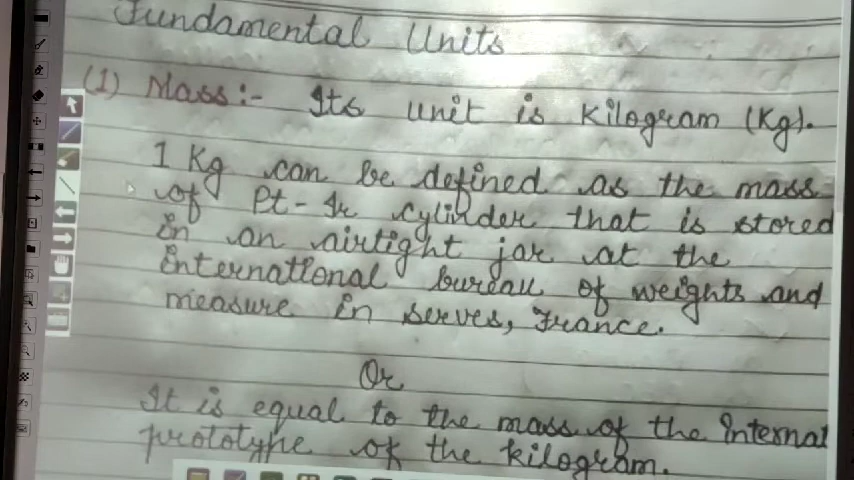 Fundamental Units
(1) Mass:- Its unit is kilogram (Kg).
1 Kg can be defined as the mass
of Pt-Ir cylinder that is stored
in an airtight jar at the
international bureau of weights and
measure in serves, France.
Or
It is equal to the mass of the Internal
prototype of the kilogram.